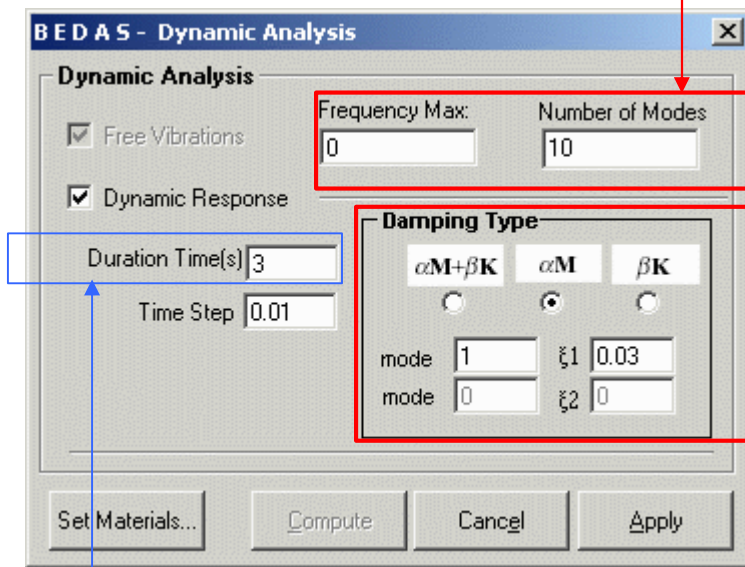 B E D A S - Dynamic Analysis
Dynamic Analysis
Free Vibrations
Frequency Max:
0
Number of Modes
10
Dynamic Response
Duration Time(s) 3
Time Step 0.01
Damping Type
αM+βK αM βK
mode 1 ξ1 0.03
mode 0 ξ2 0
Set Materials... Compute Cancel Apply